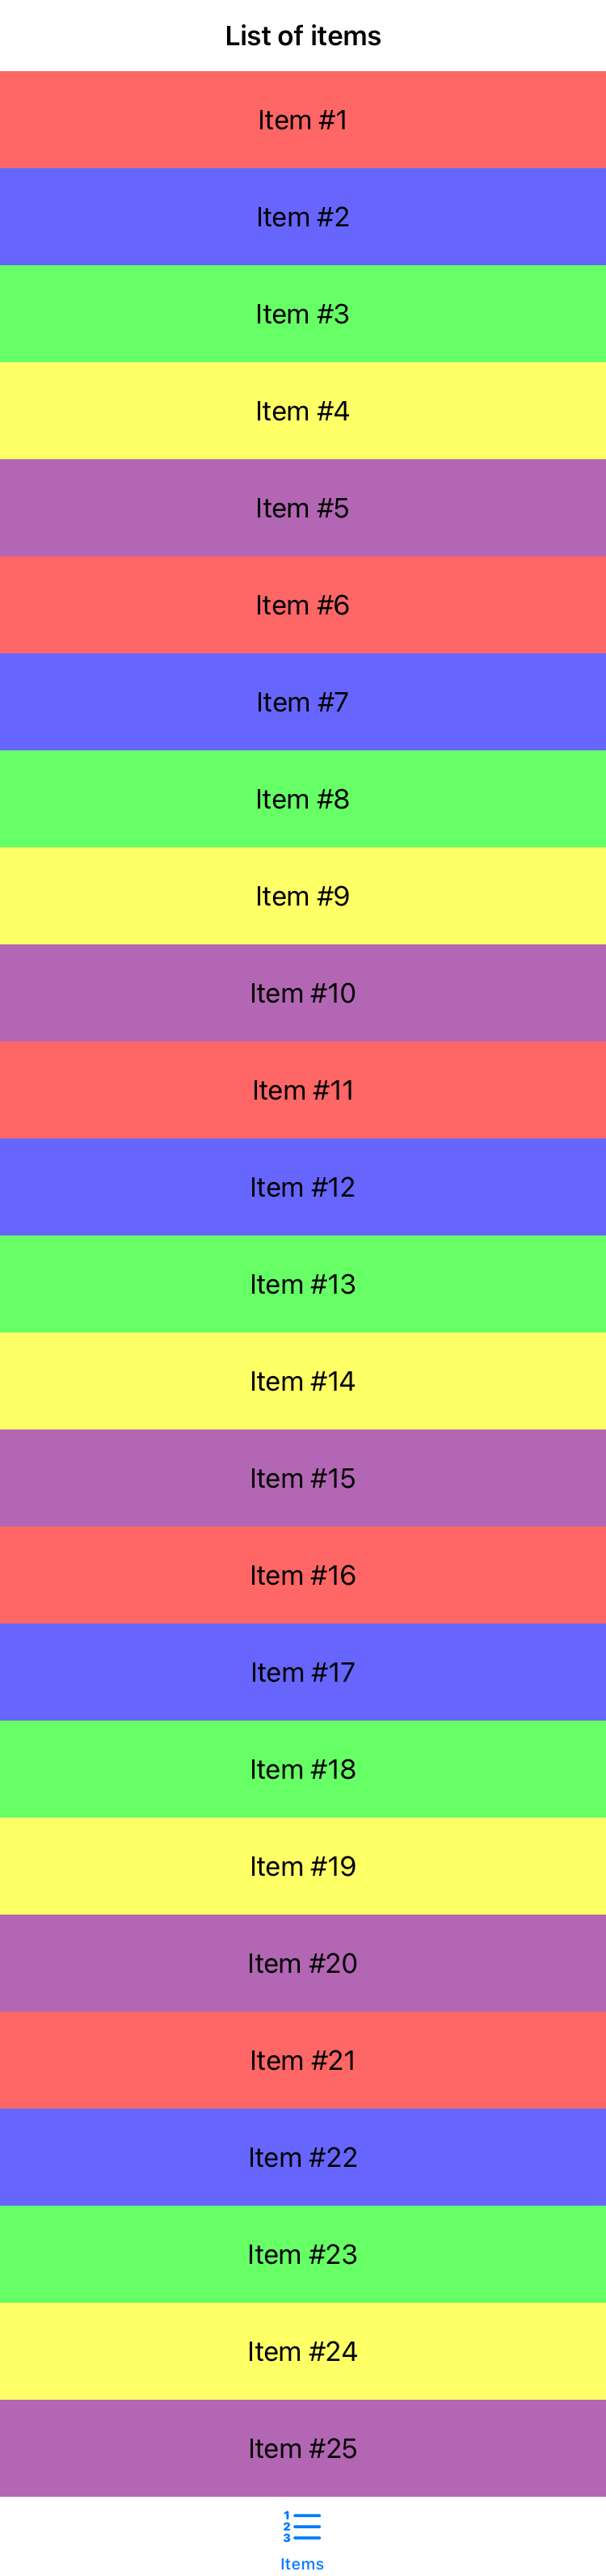 List of items
Item #1
Item #2
Item #3
Item #4
Item #5
Item #6
Item #7
Item #8
Item #9
Item #10
Item #11
Item #12
Item #13
Item #14
Item #15
Item #16
Item #17
Item #18
Item #19
Item #20
Item #21
Item #22
Item #23
Item #24
Item #25
1
2
3
Items